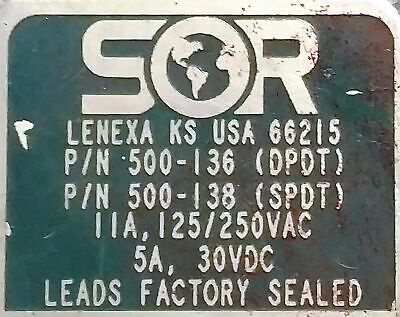 SOR
LENEXA KS USA 66215
P/N 500-136 (DPDT)
P/N 500-138 (SPDT)
11A, 125/250VAC
5A, 30VDC
LEADS FACTORY SEALED